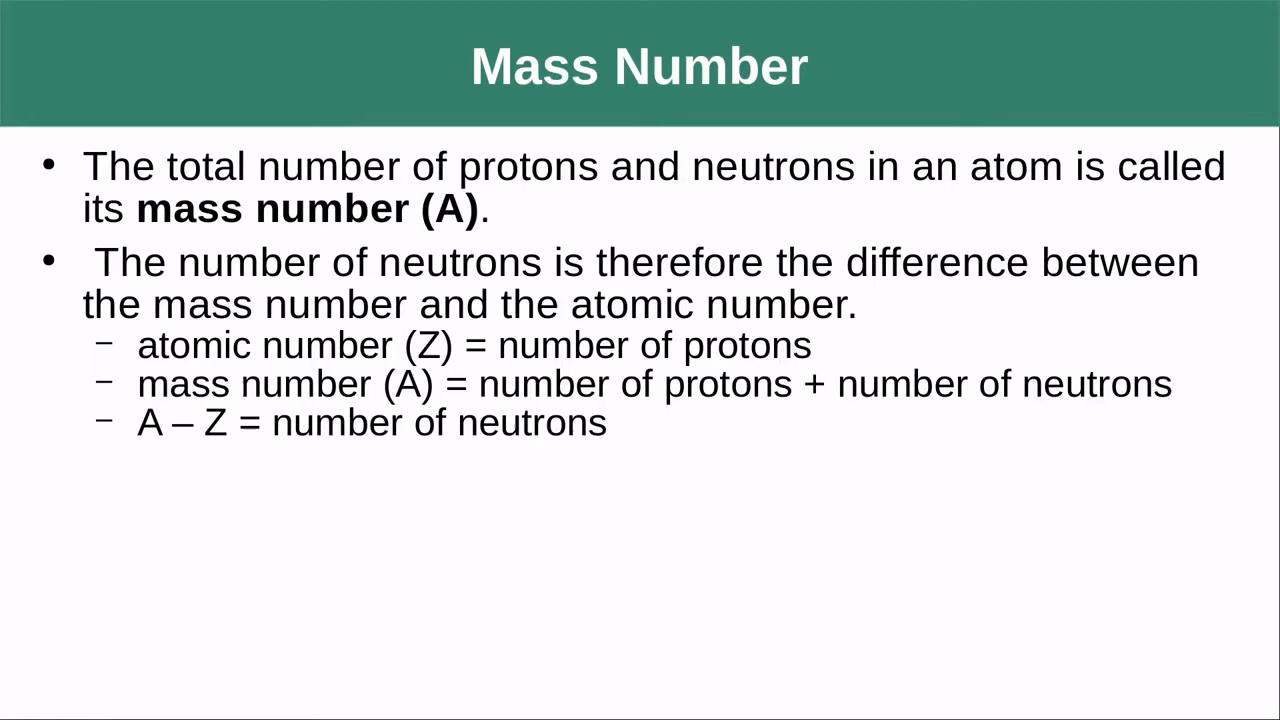 Mass Number
• The total number of protons and neutrons in an atom is called
its mass number (A).
• The number of neutrons is therefore the difference between
the mass number and the atomic number.
– atomic number (Z) = number of protons
– mass number (A) = number of protons + number of neutrons
– A – Z = number of neutrons